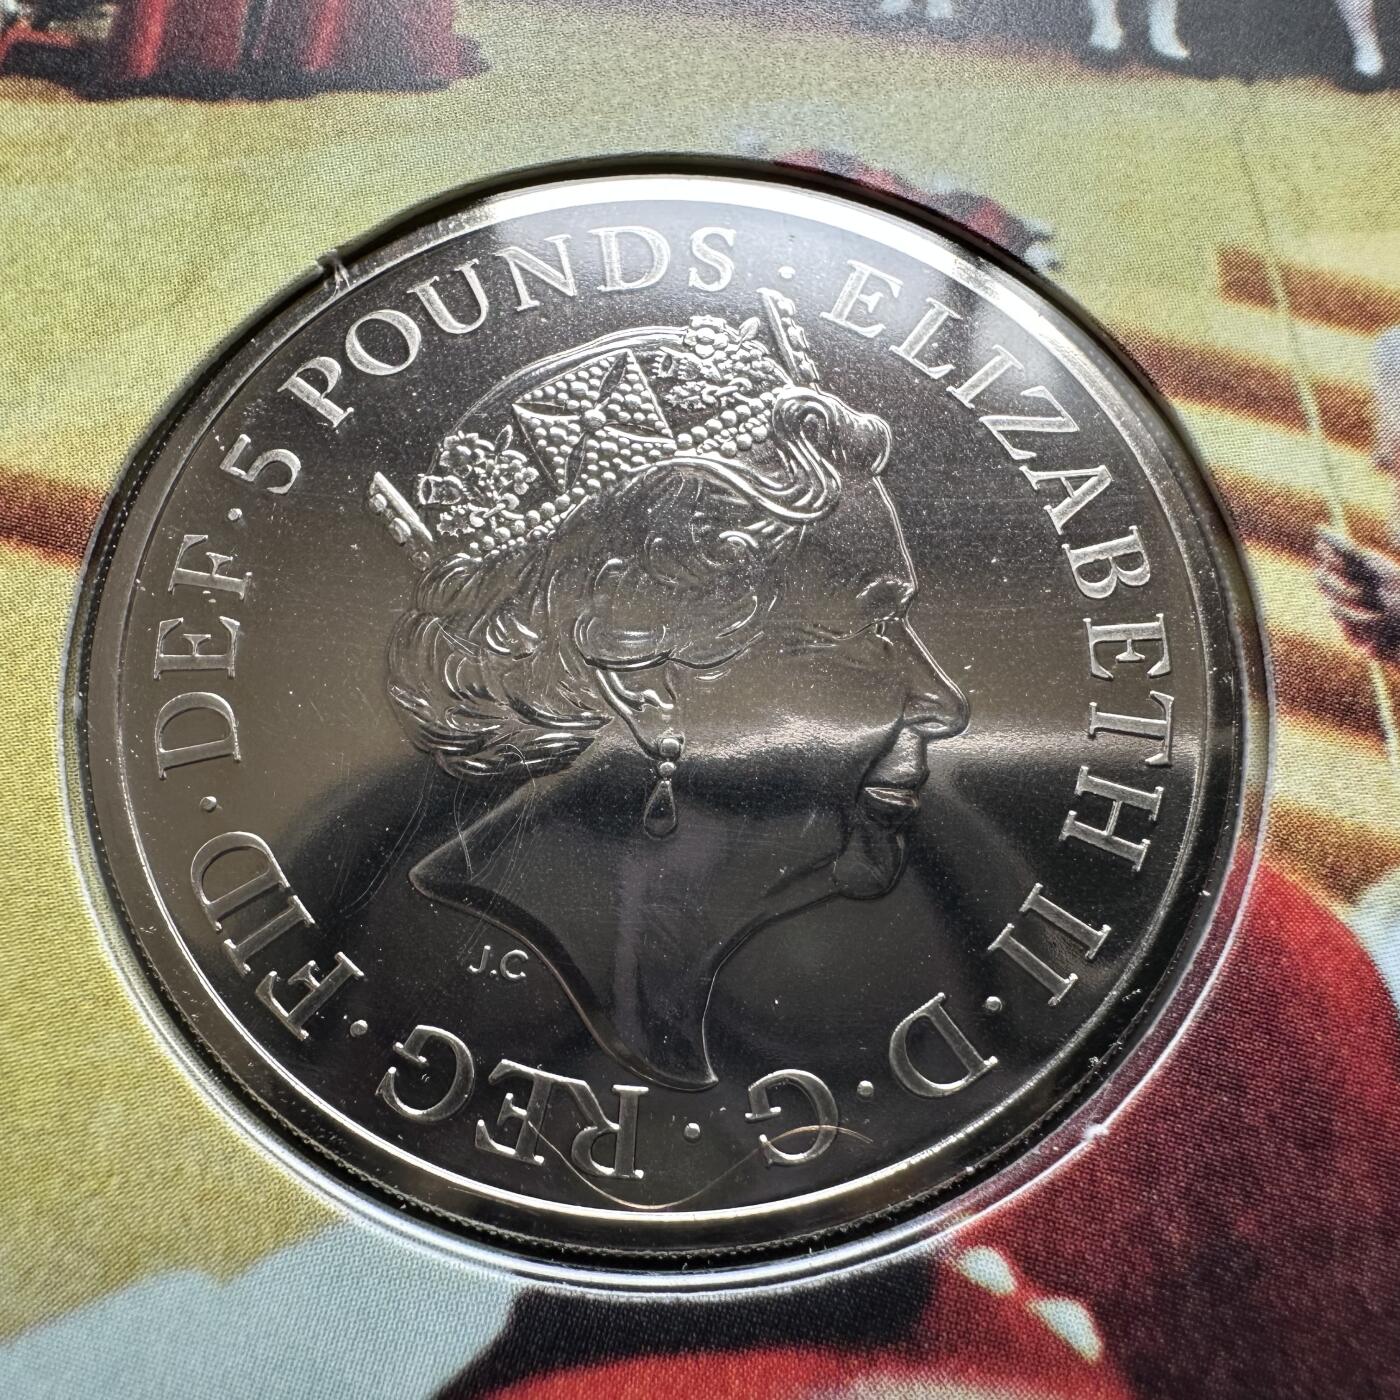 ELIZABETH II · D · G · REG · FID · DEF · 5 POUNDS ·
J.C